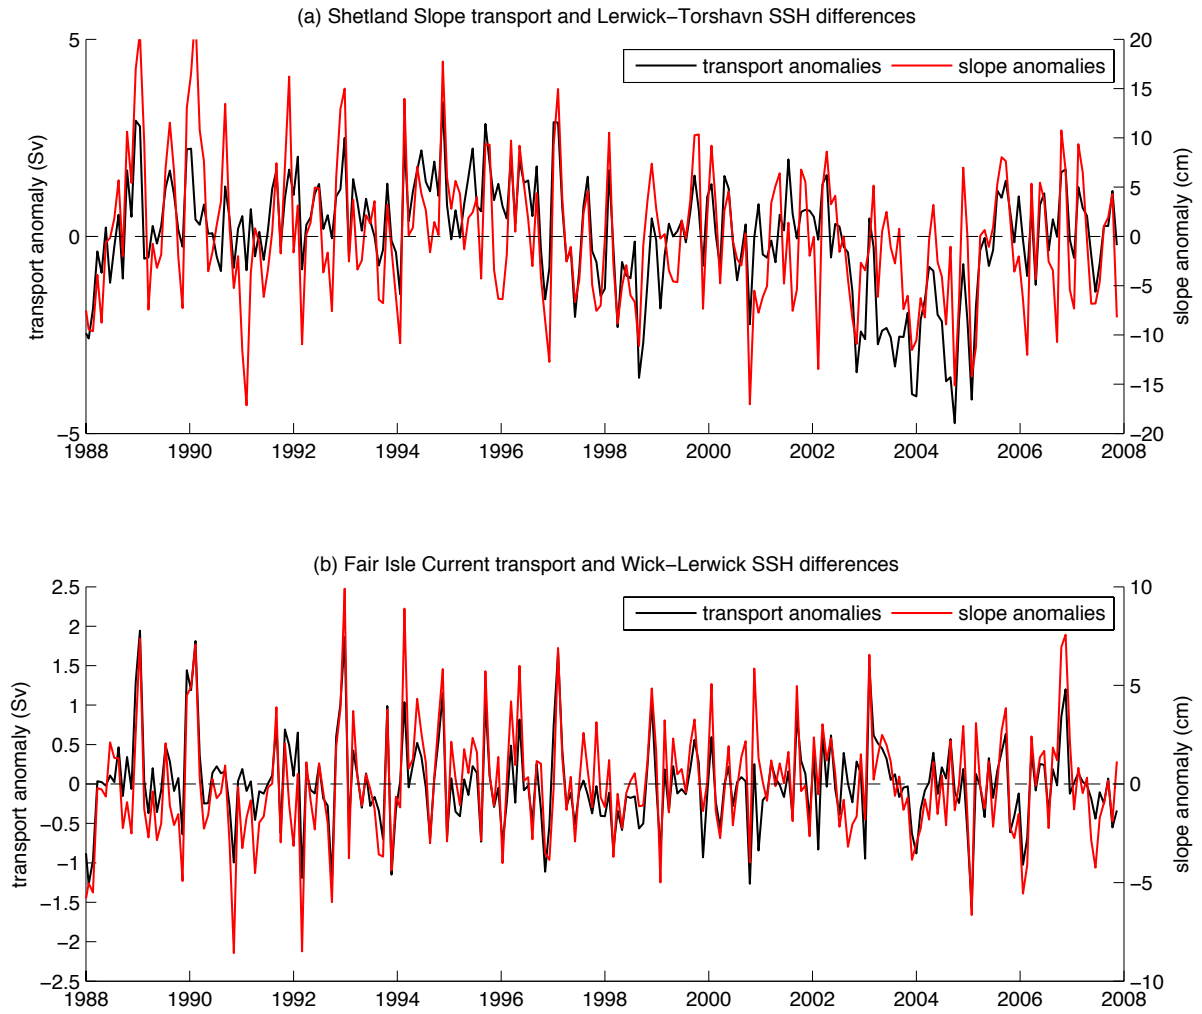 (a) Shetland Slope transport and Lerwick−Torshavn SSH differences
transport anomalies
slope anomalies
transport anomaly (Sv)
5
0
−5
20
15
10
5
0
−5
−10
−15
−20
slope anomaly (cm)
1988 1990 1992 1994 1996 1998 2000 2002 2004 2006 2008
(b) Fair Isle Current transport and Wick−Lerwick SSH differences
transport anomalies
slope anomalies
transport anomaly (Sv)
2.5
2
1.5
1
0.5
0
−0.5
−1
−1.5
−2
−2.5
10
5
0
−5
−10
slope anomaly (cm)
1988 1990 1992 1994 1996 1998 2000 2002 2004 2006 2008